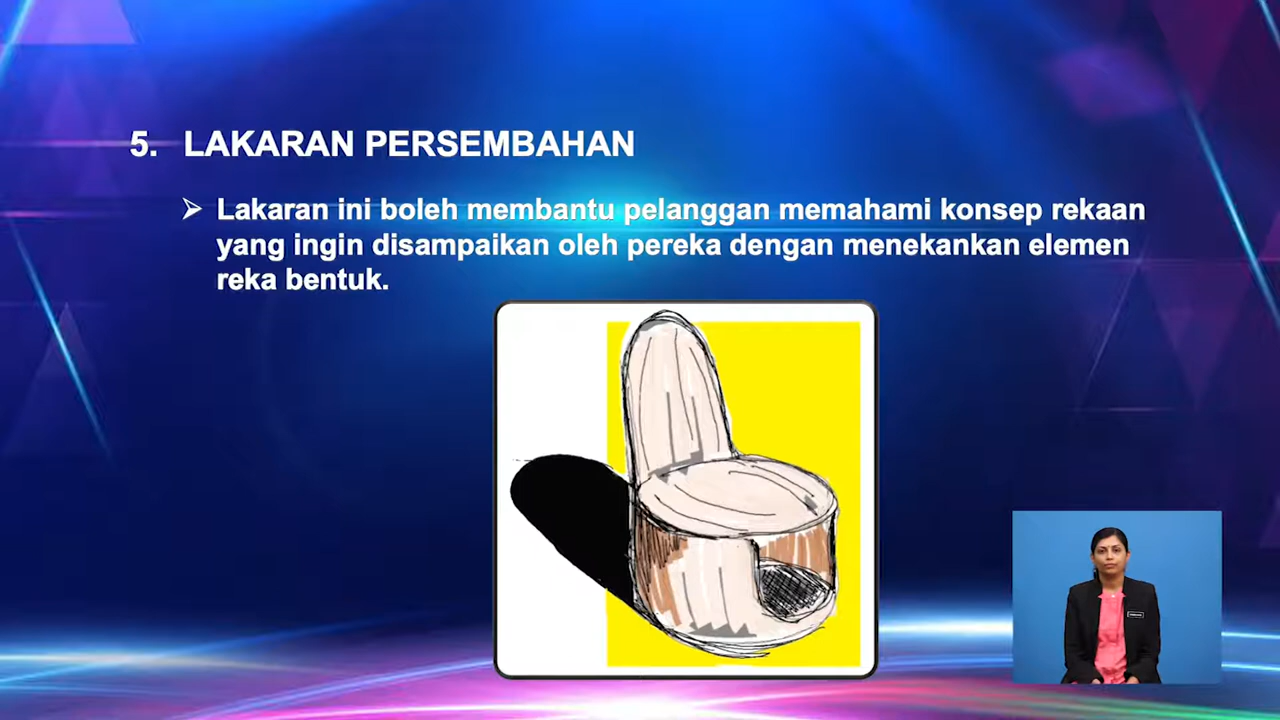 5. LAKARAN PERSEMBAHAN
➢ Lakaran ini boleh membantu pelanggan memahami konsep rekaan
yang ingin disampaikan oleh pereka dengan menekankan elemen
reka bentuk.